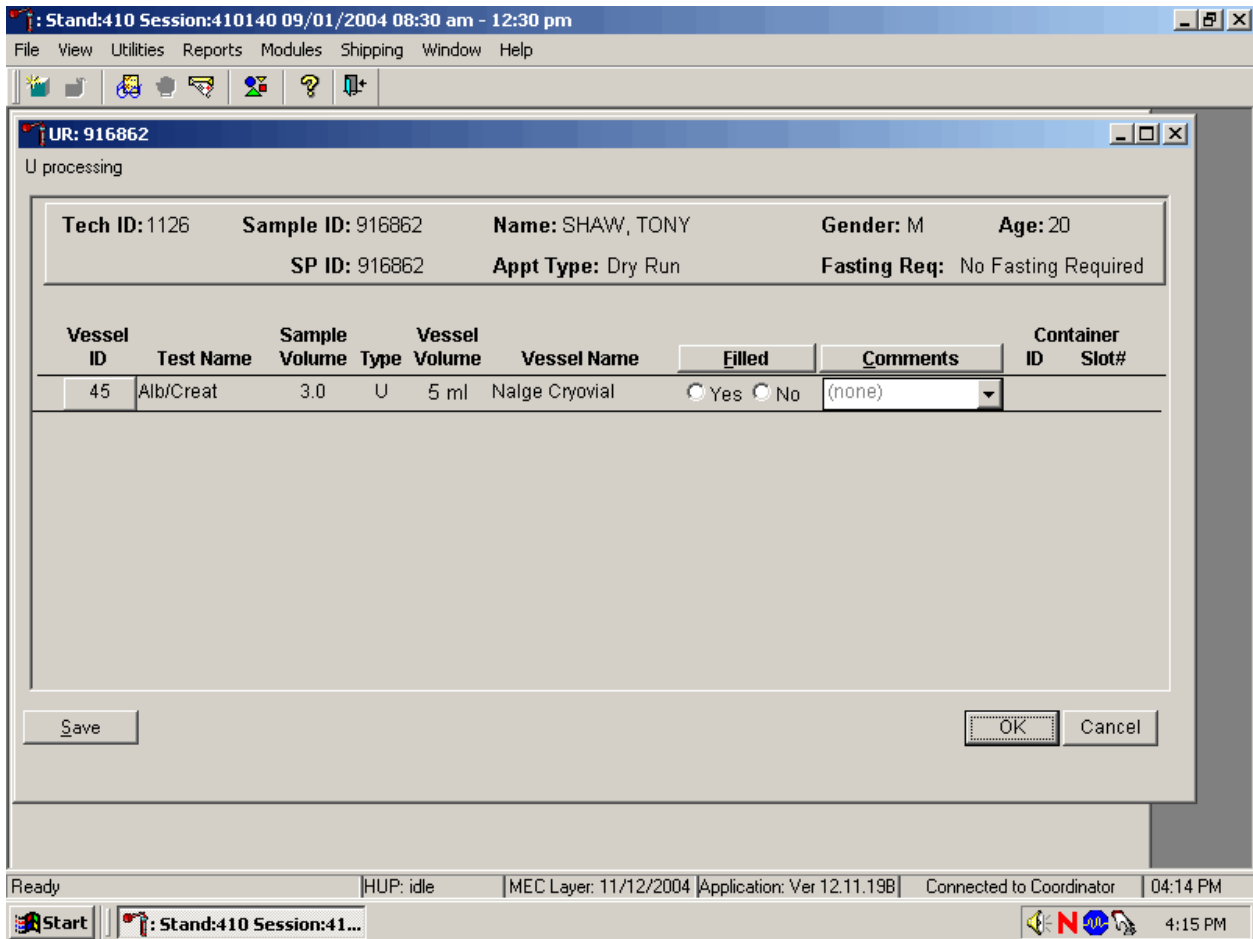 : Stand:410 Session:410140 09/01/2004 08:30 am - 12:30 pm
File View Utilities Reports Modules Shipping Window Help
UR: 916862
U processing
Tech ID: 1126 Sample ID: 916862 Name: SHAW, TONY Gender: M Age: 20
SP ID: 916862 Appt Type: Dry Run Fasting Req: No Fasting Required
Vessel Sample Vessel Container
ID Test Name Volume Type Volume Vessel Name Filled Comments ID Slot#
45 Alb/Creat 3.0 U 5 ml Nalge Cryovial Yes No (none)
Save OK Cancel
Ready HUP: idle MEC Layer: 11/12/2004 Application: Ver 12.11.19B Connected to Coordinator 04:14 PM
Start : Stand:410 Session:41... N 4:15 PM